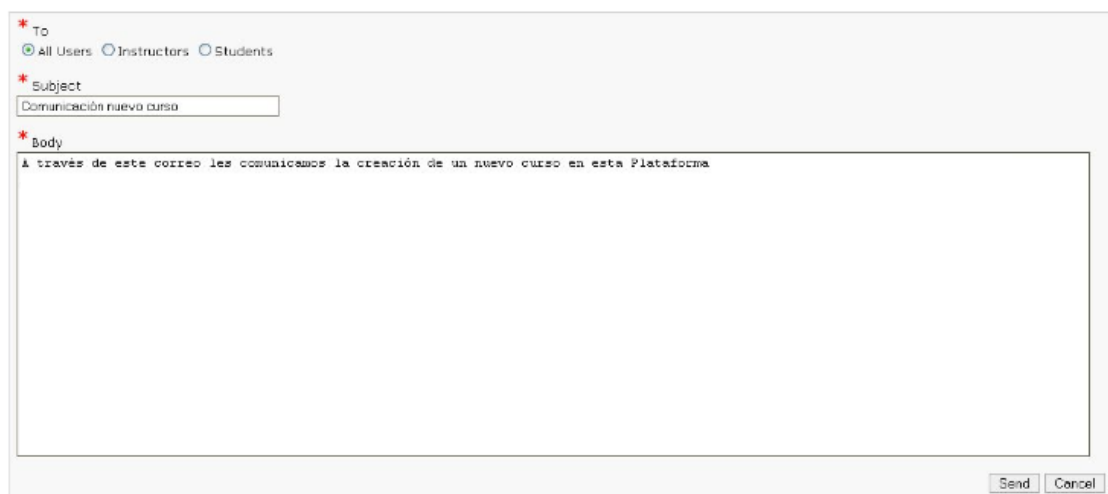 * To
All Users Instructors Students
* Subject
Comunicación nuevo curso
* Body
A través de este correo les comunicamos la creación de un nuevo curso en esta Plataforma
Send Cancel